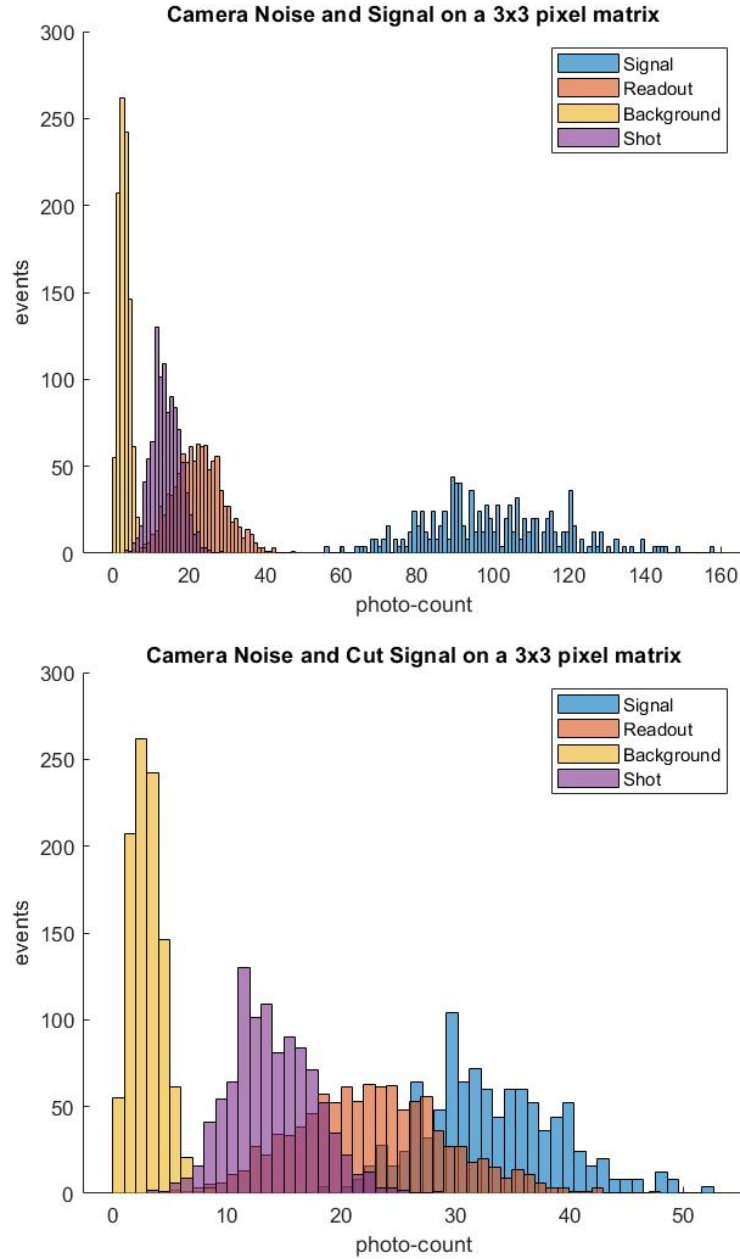 Camera Noise and Signal on a 3x3 pixel matrix
300
250
200
150
100
50
0
events
Signal
Readout
Background
Shot
0 20 40 60 80 100 120 140 160
photo-count
Camera Noise and Cut Signal on a 3x3 pixel matrix
300
250
200
150
100
50
0
events
Signal
Readout
Background
Shot
0 10 20 30 40 50
photo-count